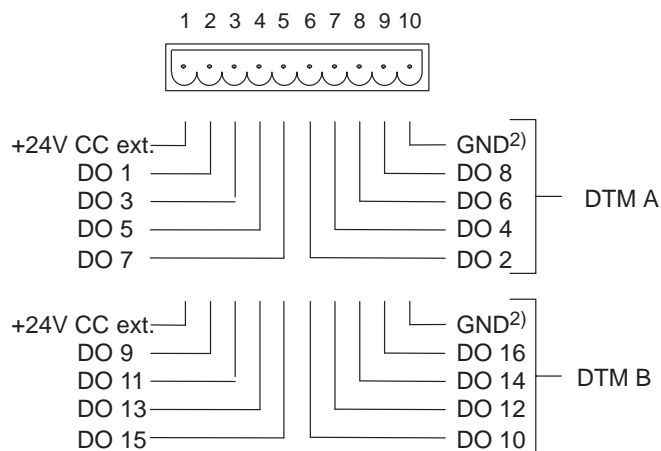 1 2 3 4 5 6 7 8 9 10
+24V CC ext. GND2)
DO 1 DO 8
DO 3 DO 6 DTM A
DO 5 DO 4
DO 7 DO 2
+24V CC ext. GND2)
DO 9 DO 16
DO 11 DO 14 DTM B
DO 13 DO 12
DO 15 DO 10